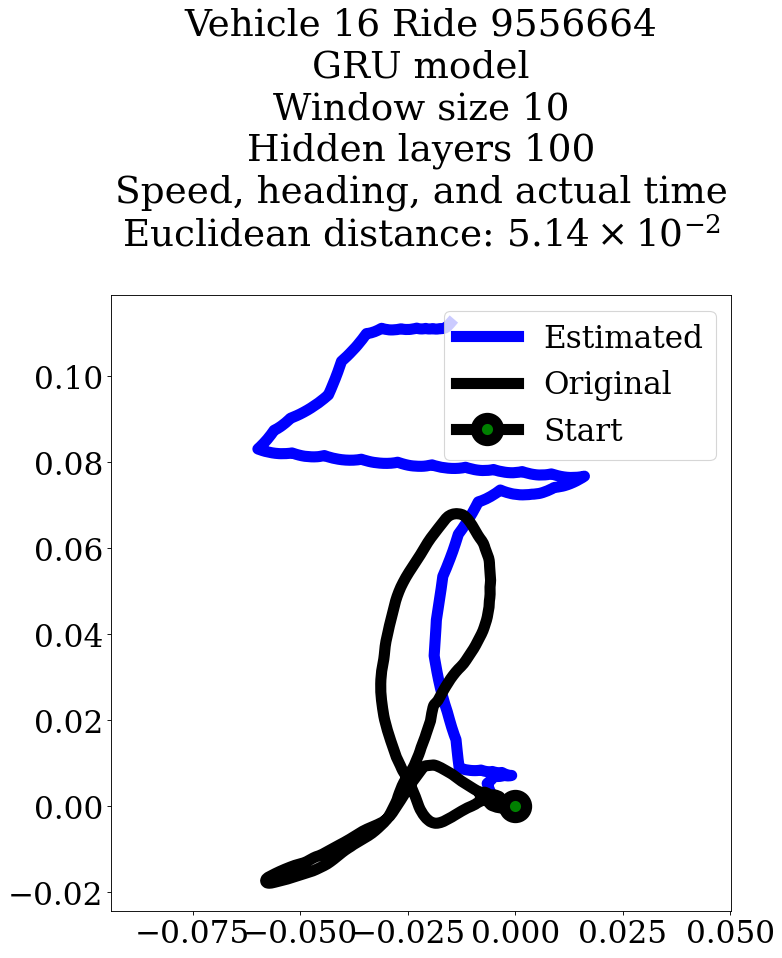 Vehicle 16 Ride 9556664
GRU model
Window size 10
Hidden layers 100
Speed, heading, and actual time
Euclidean distance: 5.14 × 10⁻²
Estimated
Original
Start
0.10
0.08
0.06
0.04
0.02
0.00
−0.02
−0.075 −0.050 −0.025 0.000 0.025 0.050